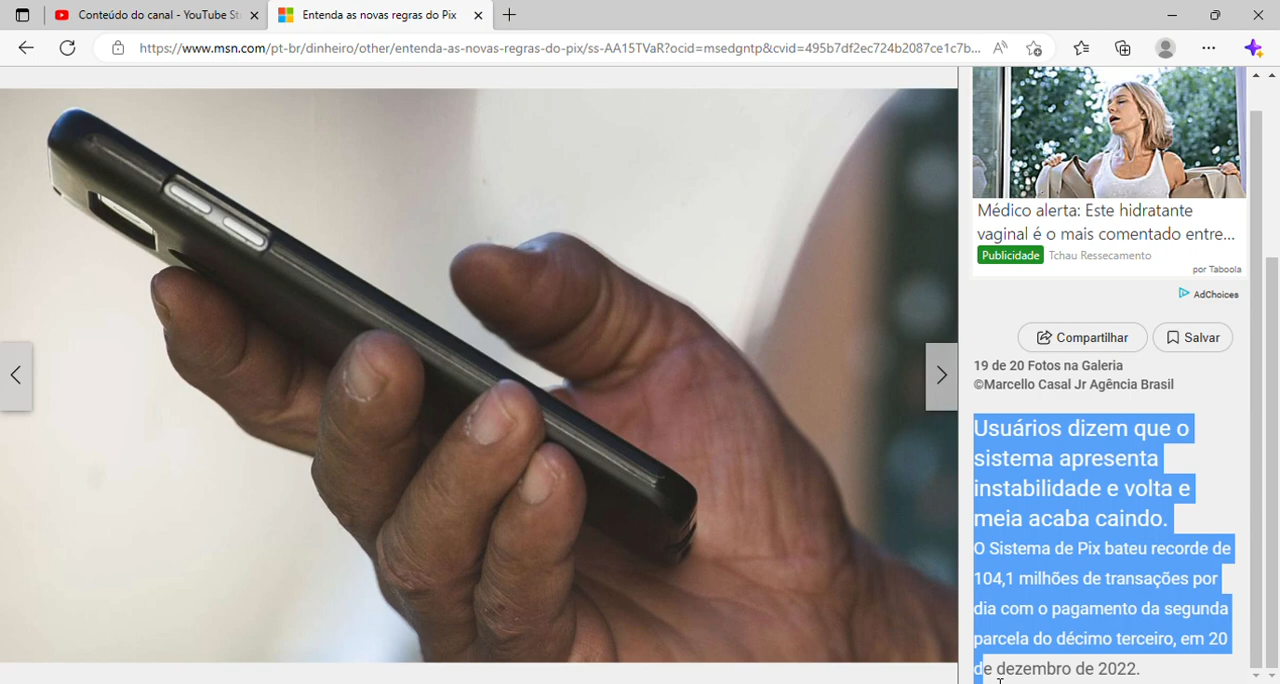 Conteúdo do canal - YouTube St
Entenda as novas regras do Pix
https://www.msn.com/pt-br/dinheiro/other/entenda-as-novas-regras-do-pix/ss-AA15TVaR?ocid=msedgntp&cvid=495b7df2ec724b2087ce1c7b...
Médico alerta: Este hidratante
vaginal é o mais comentado entre...
Publicidade Tchau Ressecamento
por Taboola
AdChoices
Compartilhar Salvar
19 de 20 Fotos na Galeria
©Marcello Casal Jr Agência Brasil
Usuários dizem que o
sistema apresenta
instabilidade e volta e
meia acaba caindo.
O Sistema de Pix bateu recorde de
104,1 milhões de transações por
dia com o pagamento da segunda
parcela do décimo terceiro, em 20
de dezembro de 2022.